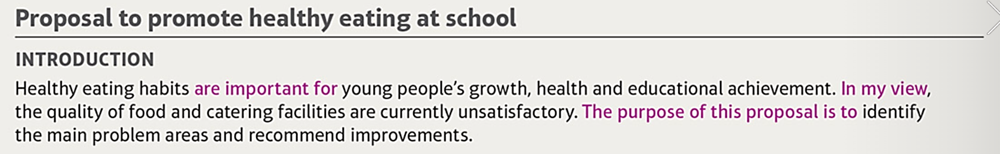 Proposal to promote healthy eating at school
INTRODUCTION
Healthy eating habits are important for young people’s growth, health and educational achievement. In my view,
the quality of food and catering facilities are currently unsatisfactory. The purpose of this proposal is to identify
the main problem areas and recommend improvements.